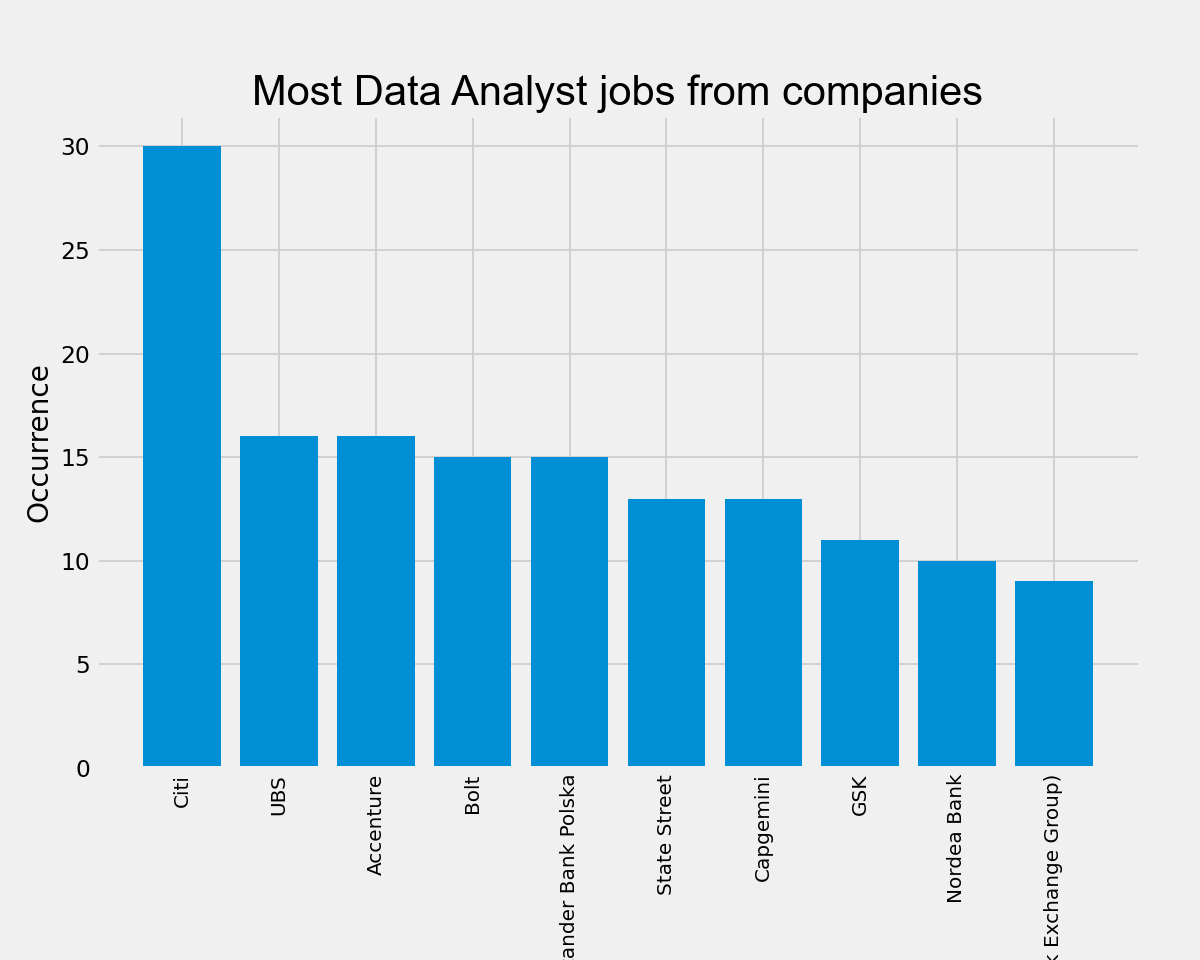 Most Data Analyst jobs from companies
Occurrence
30
25
20
15
10
5
0
Citi
UBS
Accenture
Bolt
ander Bank Polska
State Street
Capgemini
GSK
Nordea Bank
Exchange Group)